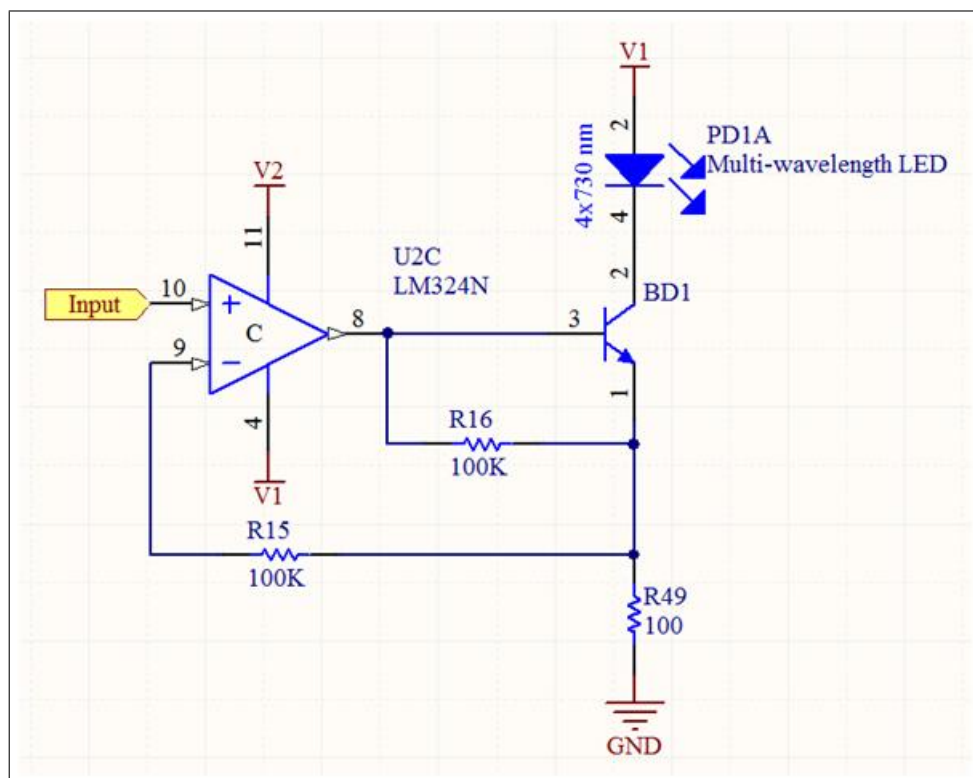 V1
2
PD1A
Multi-wavelength LED
4x730 nm
4
V2
11
U2C
LM324N
2
BD1
Input
10
+
C
8
3
9
−
1
4
R16
100K
V1
R15
100K
R49
100
GND